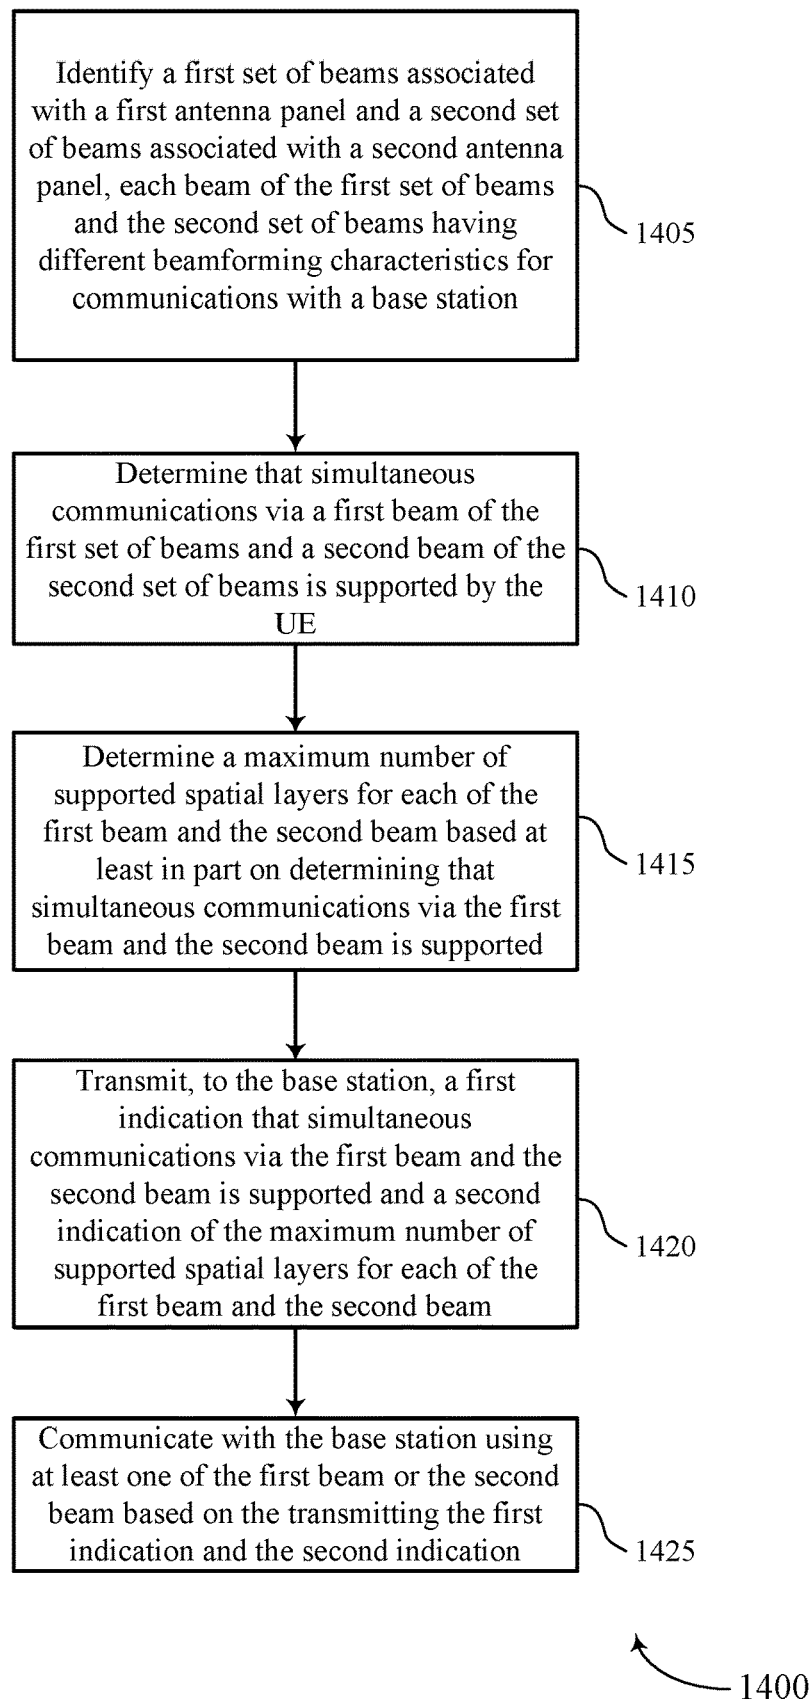 Identify a first set of beams associated
with a first antenna panel and a second set
of beams associated with a second antenna
panel, each beam of the first set of beams
and the second set of beams having
different beamforming characteristics for
communications with a base station
1405
Determine that simultaneous
communications via a first beam of the
first set of beams and a second beam of the
second set of beams is supported by the
UE
1410
Determine a maximum number of
supported spatial layers for each of the
first beam and the second beam based at
least in part on determining that
simultaneous communications via the first
beam and the second beam is supported
1415
Transmit, to the base station, a first
indication that simultaneous
communications via the first beam and the
second beam is supported and a second
indication of the maximum number of
supported spatial layers for each of the
first beam and the second beam
1420
Communicate with the base station using
at least one of the first beam or the second
beam based on the transmitting the first
indication and the second indication
1425
1400